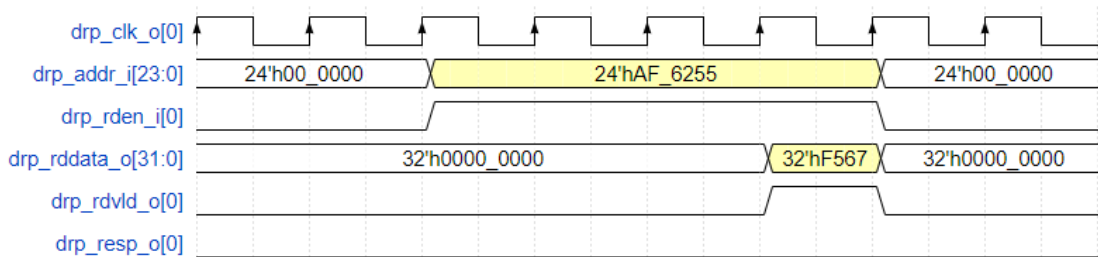 drp_clk_o[0]
drp_addr_i[23:0] 24'h00_0000 24'hAF_6255 24'h00_0000
drp_rden_i[0]
drp_rddata_o[31:0] 32'h0000_0000 32'hF567 32'h0000_0000
drp_rdvld_o[0]
drp_resp_o[0]